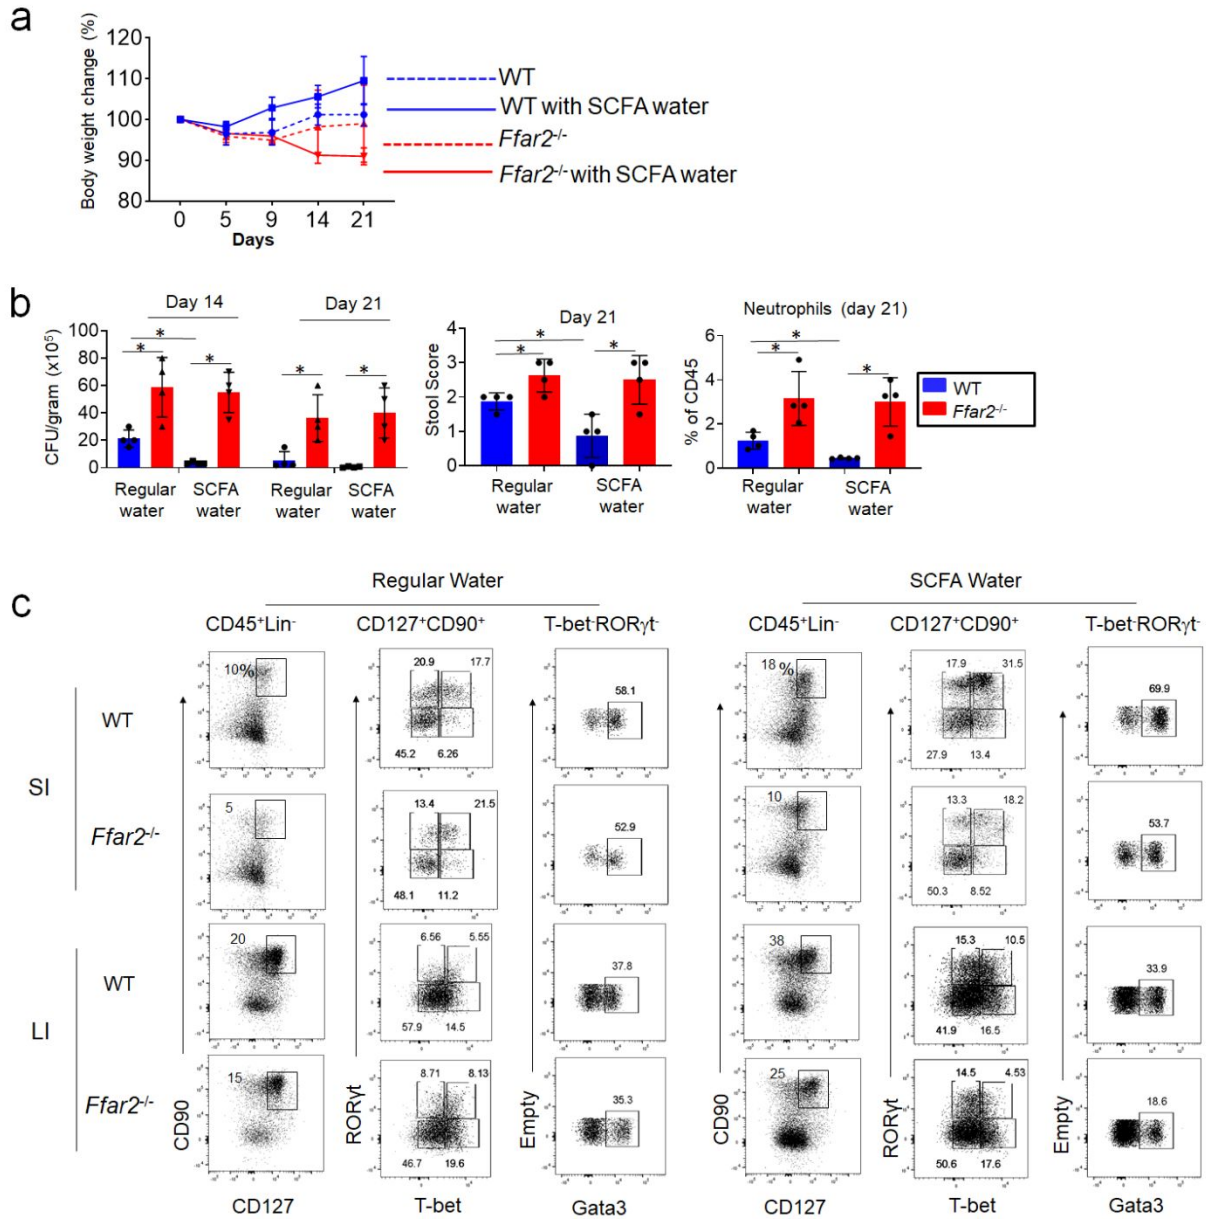 a
Body weight change (%)
120
110
100
90
80
0 5 9 14 21
Days
WT
WT with SCFA water
Ffar2-/-
Ffar2-/- with SCFA water
b
Day 14
Day 21
CFU/gram (x10⁵)
100
80
60
40
20
0
* * * * *
Regular water
SCFA water
Regular water
SCFA water
Day 21
Stool Score
4
3
2
1
0
* * *
Regular water
SCFA water
Neutrophils (day 21)
% of CD45
6
4
2
0
* * *
Regular water
SCFA water
WT
Ffar2-/-
c
Regular Water
SCFA Water
CD45⁺Lin⁻ CD127⁺CD90⁺ T-bet⁻RORγt⁻ CD45⁺Lin⁻ CD127⁺CD90⁺ T-bet⁻RORγt⁻
SI
WT
10% 20.9 17.7 58.1 18% 17.9 31.5 69.9
45.2 6.26 27.9 13.4
Ffar2-/-
5 13.4 21.5 52.9 10 13.3 18.2 53.7
48.1 11.2 50.3 8.52
LI
WT
20 6.56 5.55 37.8 38 15.3 10.5 33.9
57.9 14.5 41.9 16.5
Ffar2-/-
15 8.71 8.13 35.3 25 14.5 4.53 18.6
46.7 19.6 50.6 17.6
CD90 RORγt Empty CD90 RORγt Empty
CD127 T-bet Gata3 CD127 T-bet Gata3